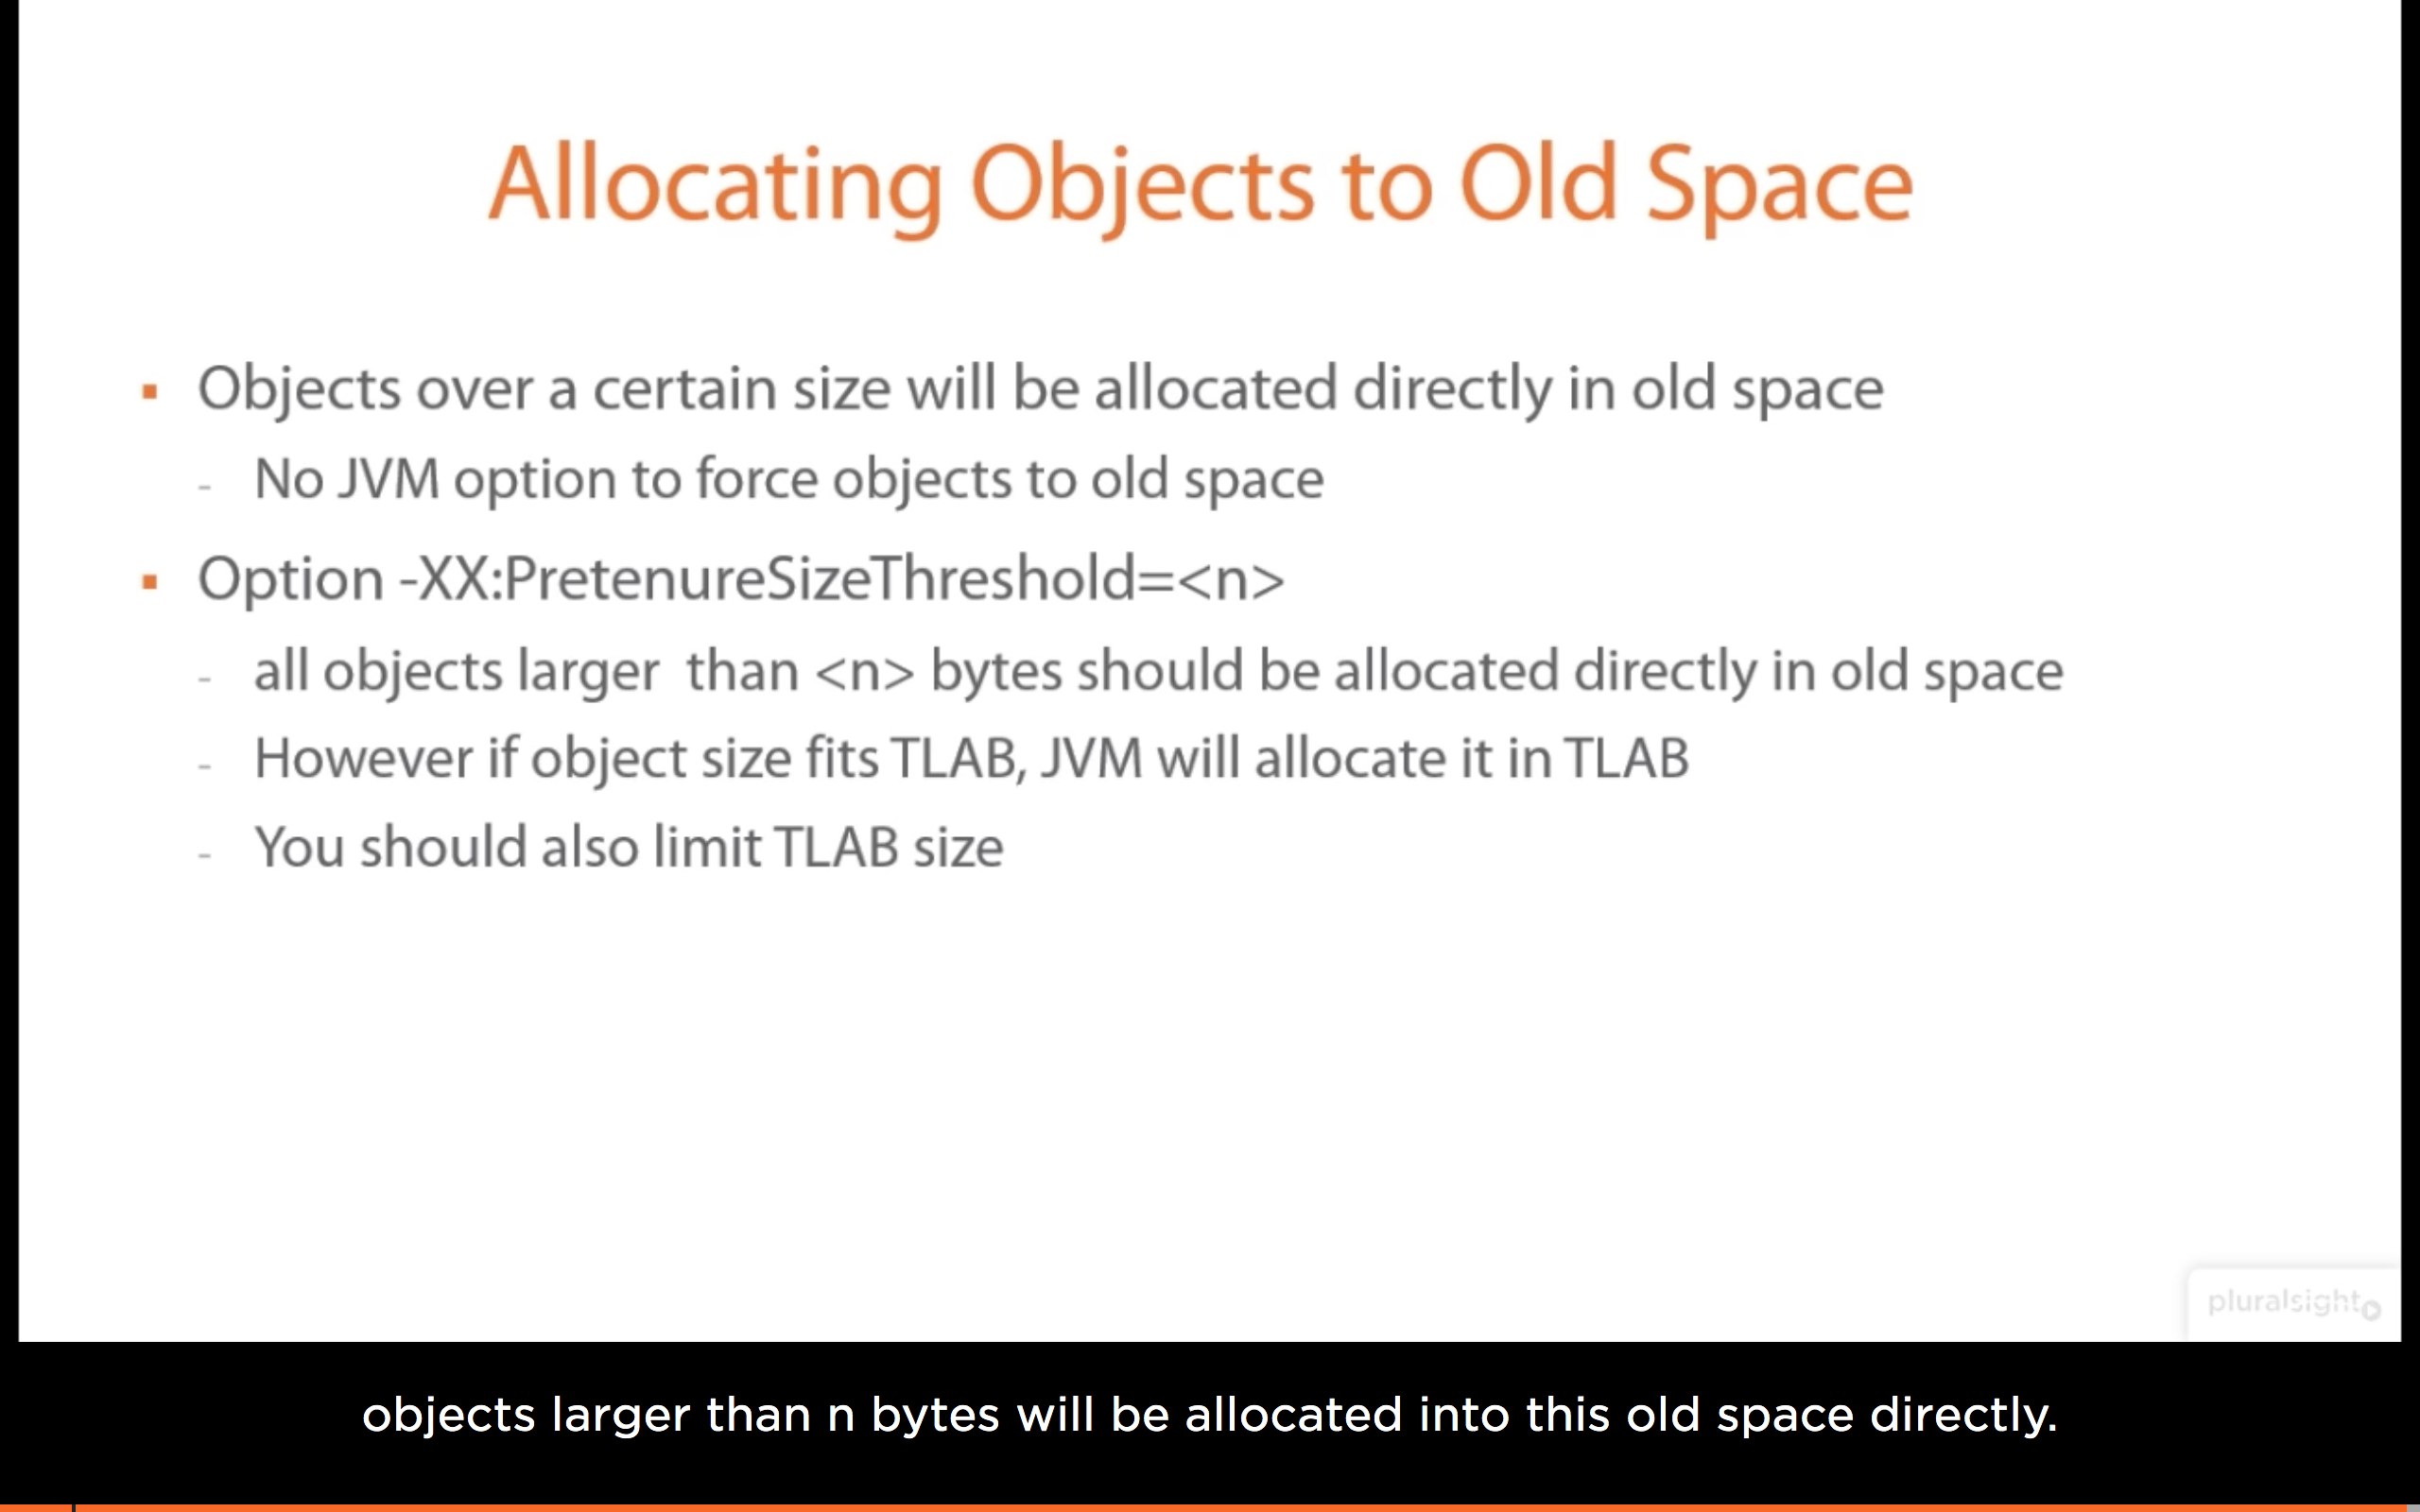 Allocating Objects to Old Space
▪ Objects over a certain size will be allocated directly in old space
- No JVM option to force objects to old space
▪ Option -XX:PretenureSizeThreshold=<n>
- all objects larger  than <n> bytes should be allocated directly in old space
- However if object size fits TLAB, JVM will allocate it in TLAB
- You should also limit TLAB size
pluralsight
objects larger than n bytes will be allocated into this old space directly.